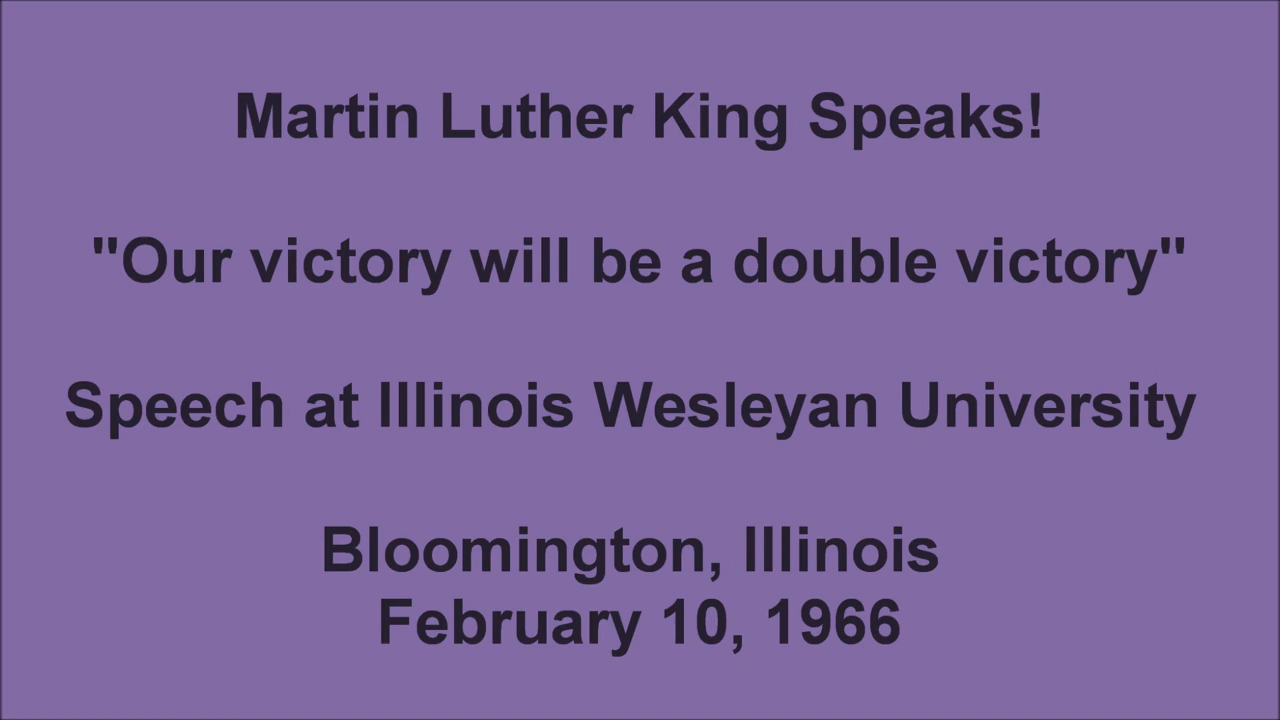 Martin Luther King Speaks!
"Our victory will be a double victory"
Speech at Illinois Wesleyan University
Bloomington, Illinois
February 10, 1966